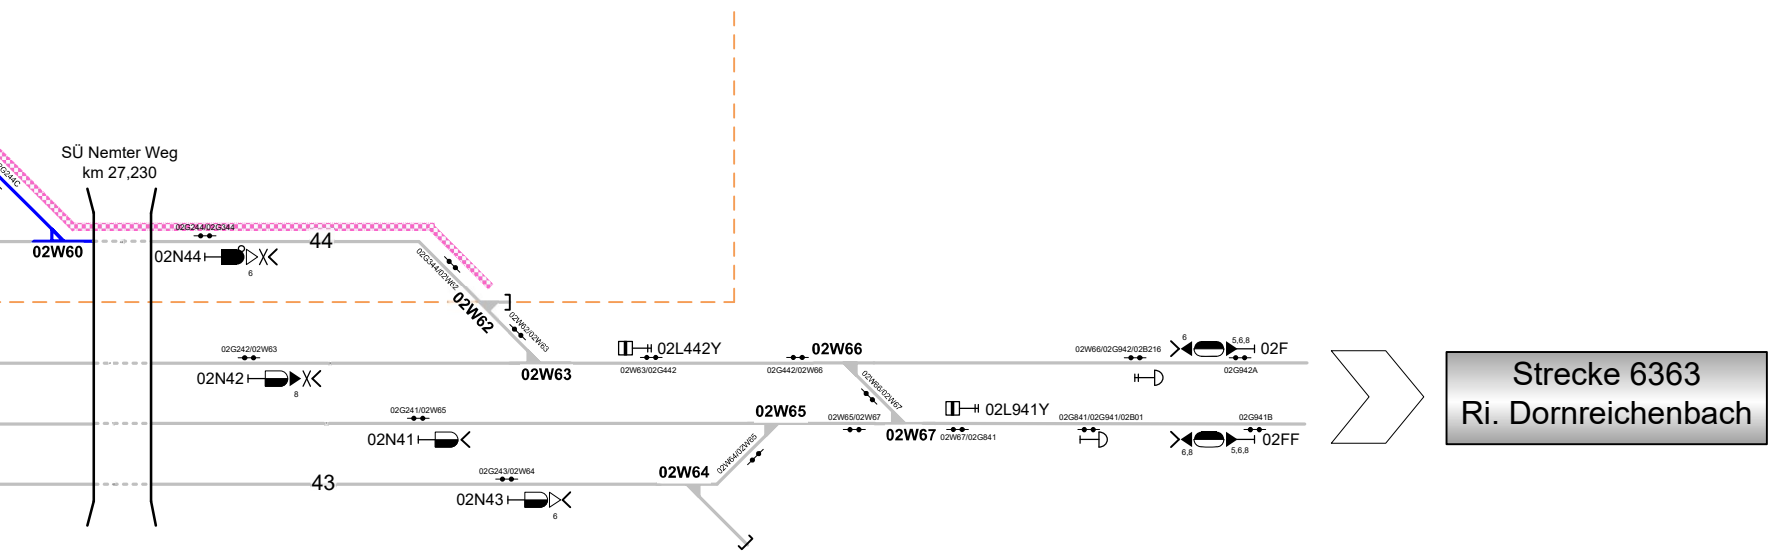 SÜ Nemter Weg
km 27,230
02G244/02G344
44
02W60
02N44
6
02G344/02W62
02W62
02W62/02W63
02G242/02W63
02N42
8
02W63
02L442Y
02W63/02G442
02G442/02W66
02W66
02W66/02W67
02W66/02G942/02B216
6
5,6,8
02F
02G942A
02G241/02W65
02N41
02W65
02W65/02W67
02W67
02L941Y
02W67/02G841
02G841/02G941/02B01
02G941B
6,8
5,6,8
02FF
02G243/02W64
43
02N43
6
02W64
02W64/02W65
Strecke 6363
Ri. Dornreichenbach